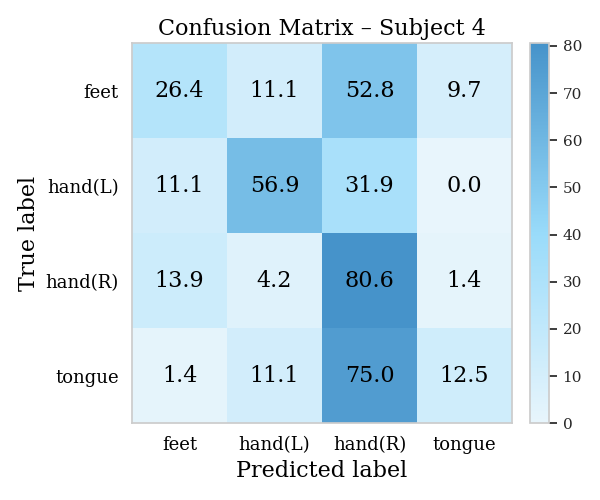 Confusion Matrix – Subject 4
feet 26.4 11.1 52.8 9.7
hand(L) 11.1 56.9 31.9 0.0
hand(R) 13.9 4.2 80.6 1.4
tongue 1.4 11.1 75.0 12.5
feet hand(L) hand(R) tongue
Predicted label
True label
80
70
60
50
40
30
20
10
0